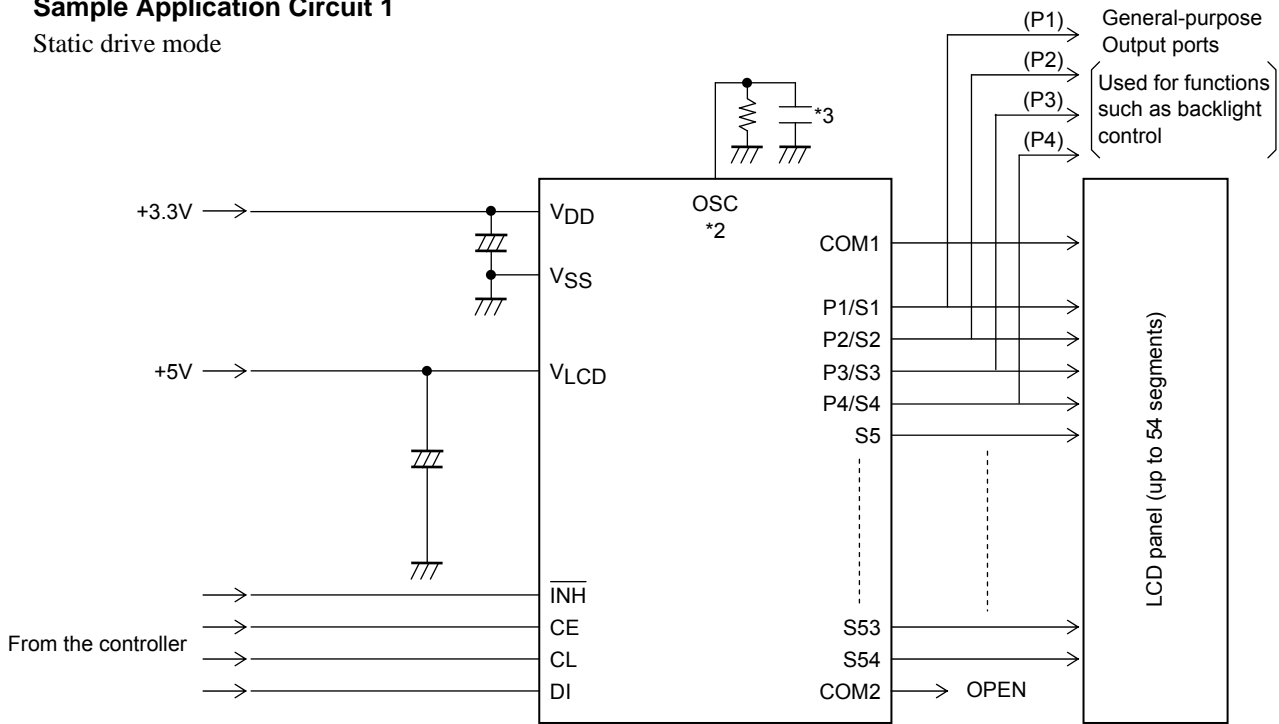 Sample Application Circuit 1
Static drive mode
(P1)
General-purpose
Output ports
(P2)
Used for functions
such as backlight
control
(P3)
(P4)
*3
+3.3V
VDD
OSC
*2
COM1
VSS
P1/S1
P2/S2
+5V
VLCD
P3/S3
P4/S4
S5
LCD panel (up to 54 segments)
INH
From the controller
CE
CL
DI
S53
S54
COM2
OPEN